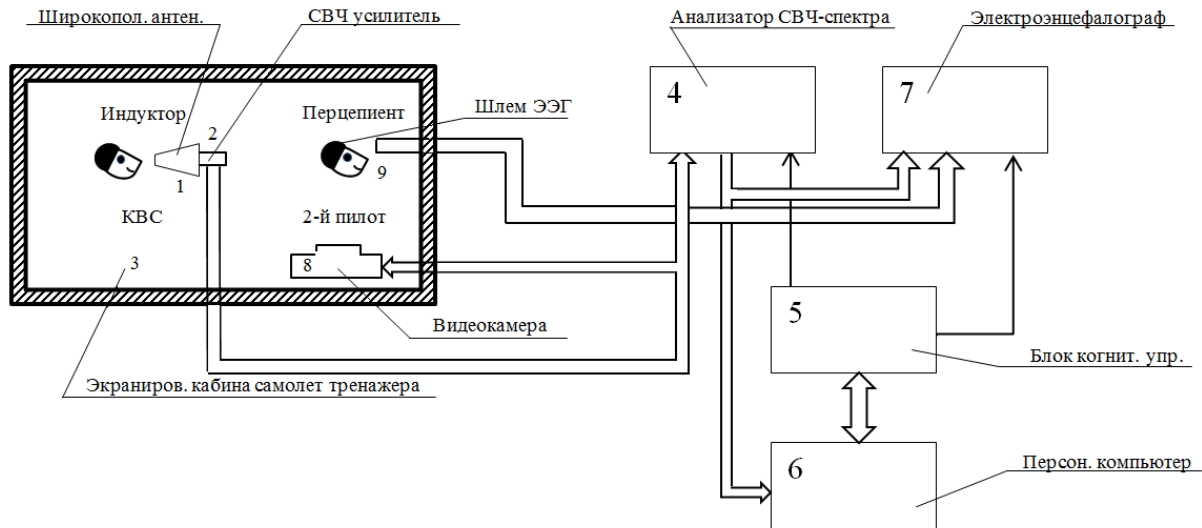 Широкопол. антен.
СВЧ усилитель
Анализатор СВЧ-спектра
Электроэнцефалограф
4
7
Индуктор
Перцепиент
Шлем ЭЭГ
2
1
9
КВС
2-й пилот
3
8
5
Видеокамера
Блок когнит. упр.
Экраниров. кабина самолет тренажера
6
Персон. компьютер